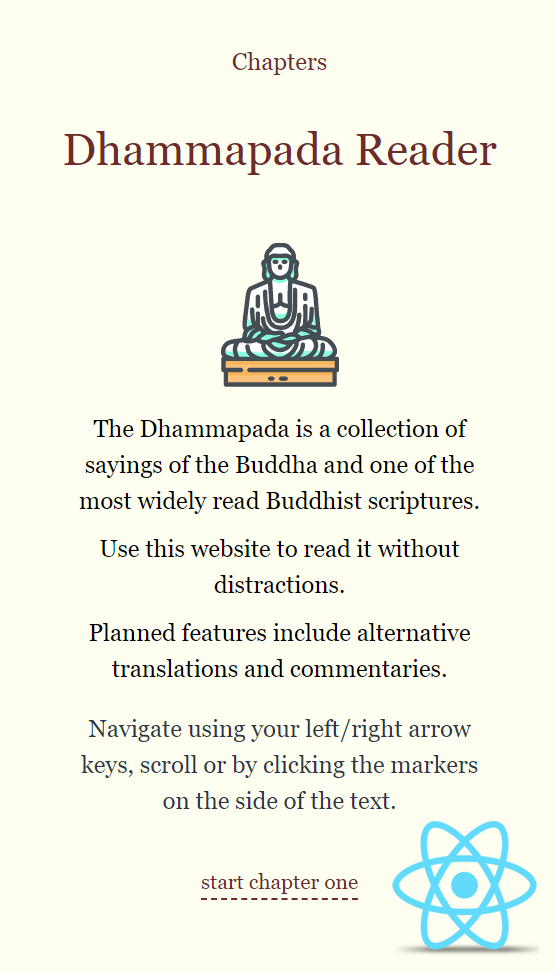 Chapters
Dhammapada Reader
The Dhammapada is a collection of
sayings of the Buddha and one of the
most widely read Buddhist scriptures.
Use this website to read it without
distractions.
Planned features include alternative
translations and commentaries.
Navigate using your left/right arrow
keys, scroll or by clicking the markers
on the side of the text.
start chapter one